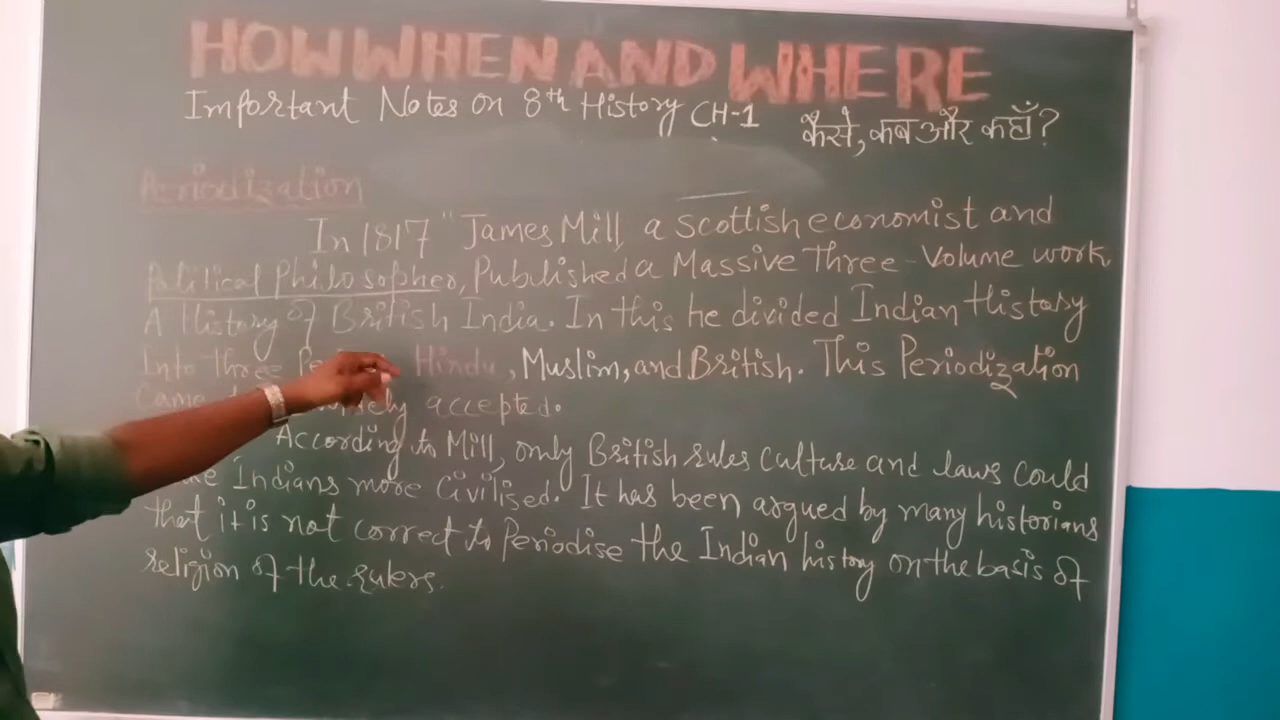 HOW WHEN AND WHERE
Important Notes on 8th History CH-1 कैसे, कब और कहाँ?
Periodization
In 1817 "James Mill, a Scottish economist and
Political Philosopher, Published a Massive three-Volume work,
A History of British India. In this he divided Indian History
Into three Hindu, Muslim, and British. This Periodization
Came widely accepted.
According to Mill, only British rules culture and laws could
Indians more Civilised. It has been argued by many historians
that it is not correct to Periodise the Indian history on the basis of
religion of the rulers.